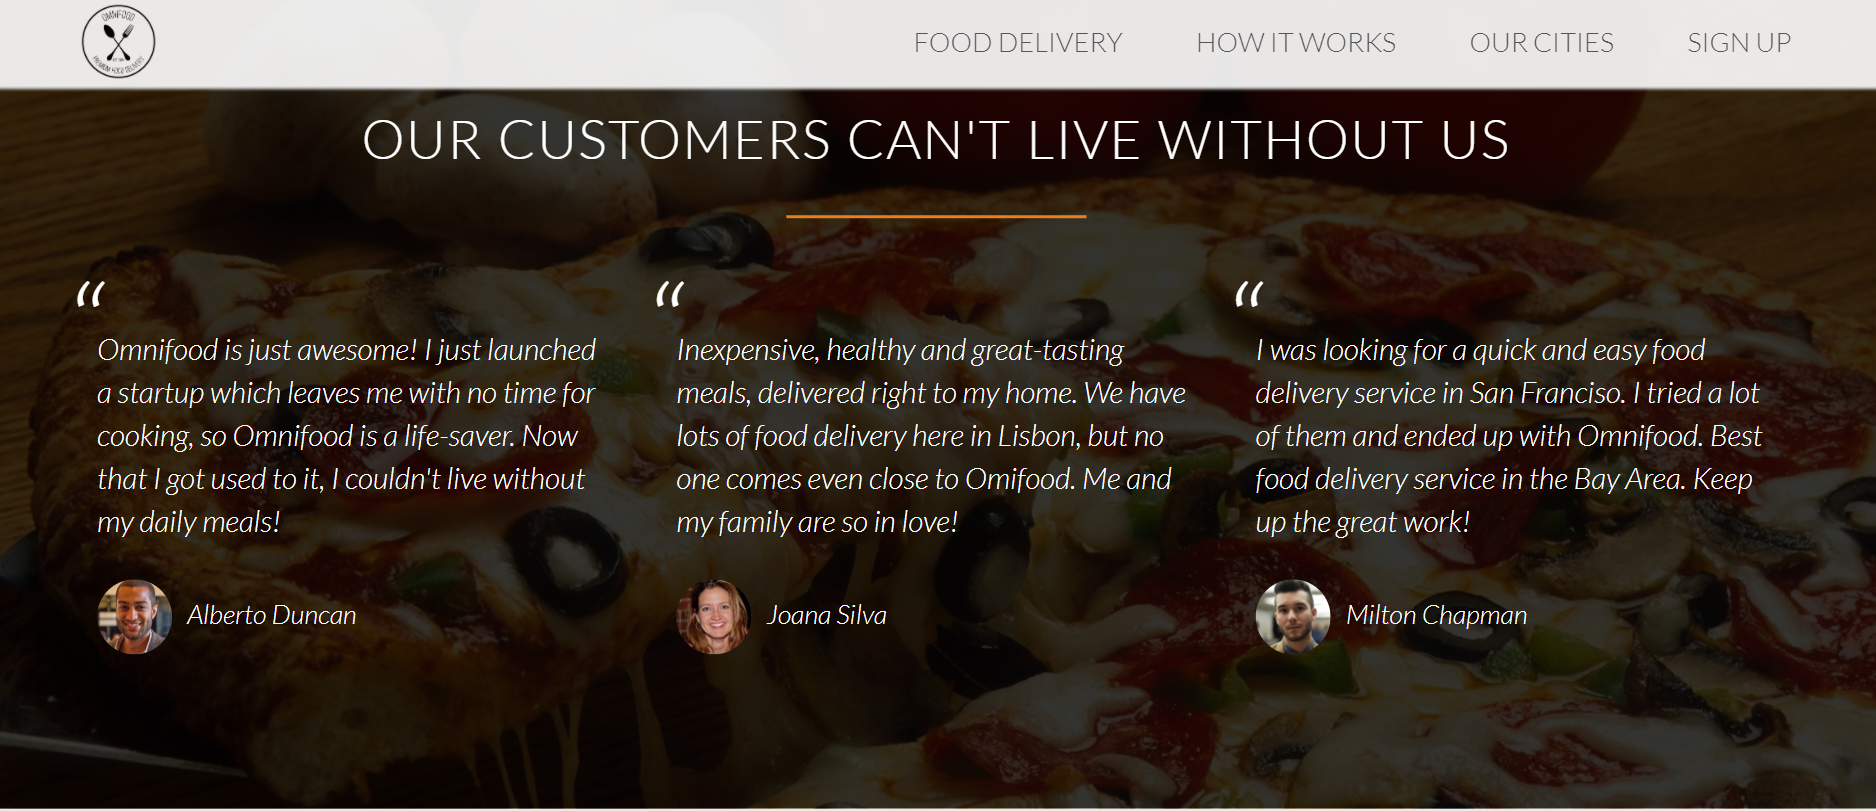 OMNIFOOD
PREMIUM FOOD DELIVERY
FOOD DELIVERY
HOW IT WORKS
OUR CITIES
SIGN UP
OUR CUSTOMERS CAN'T LIVE WITHOUT US
“
Omnifood is just awesome! I just launched
a startup which leaves me with no time for
cooking, so Omnifood is a life-saver. Now
that I got used to it, I couldn't live without
my daily meals!
Alberto Duncan
“
Inexpensive, healthy and great-tasting
meals, delivered right to my home. We have
lots of food delivery here in Lisbon, but no
one comes even close to Omifood. Me and
my family are so in love!
Joana Silva
“
I was looking for a quick and easy food
delivery service in San Franciso. I tried a lot
of them and ended up with Omnifood. Best
food delivery service in the Bay Area. Keep
up the great work!
Milton Chapman